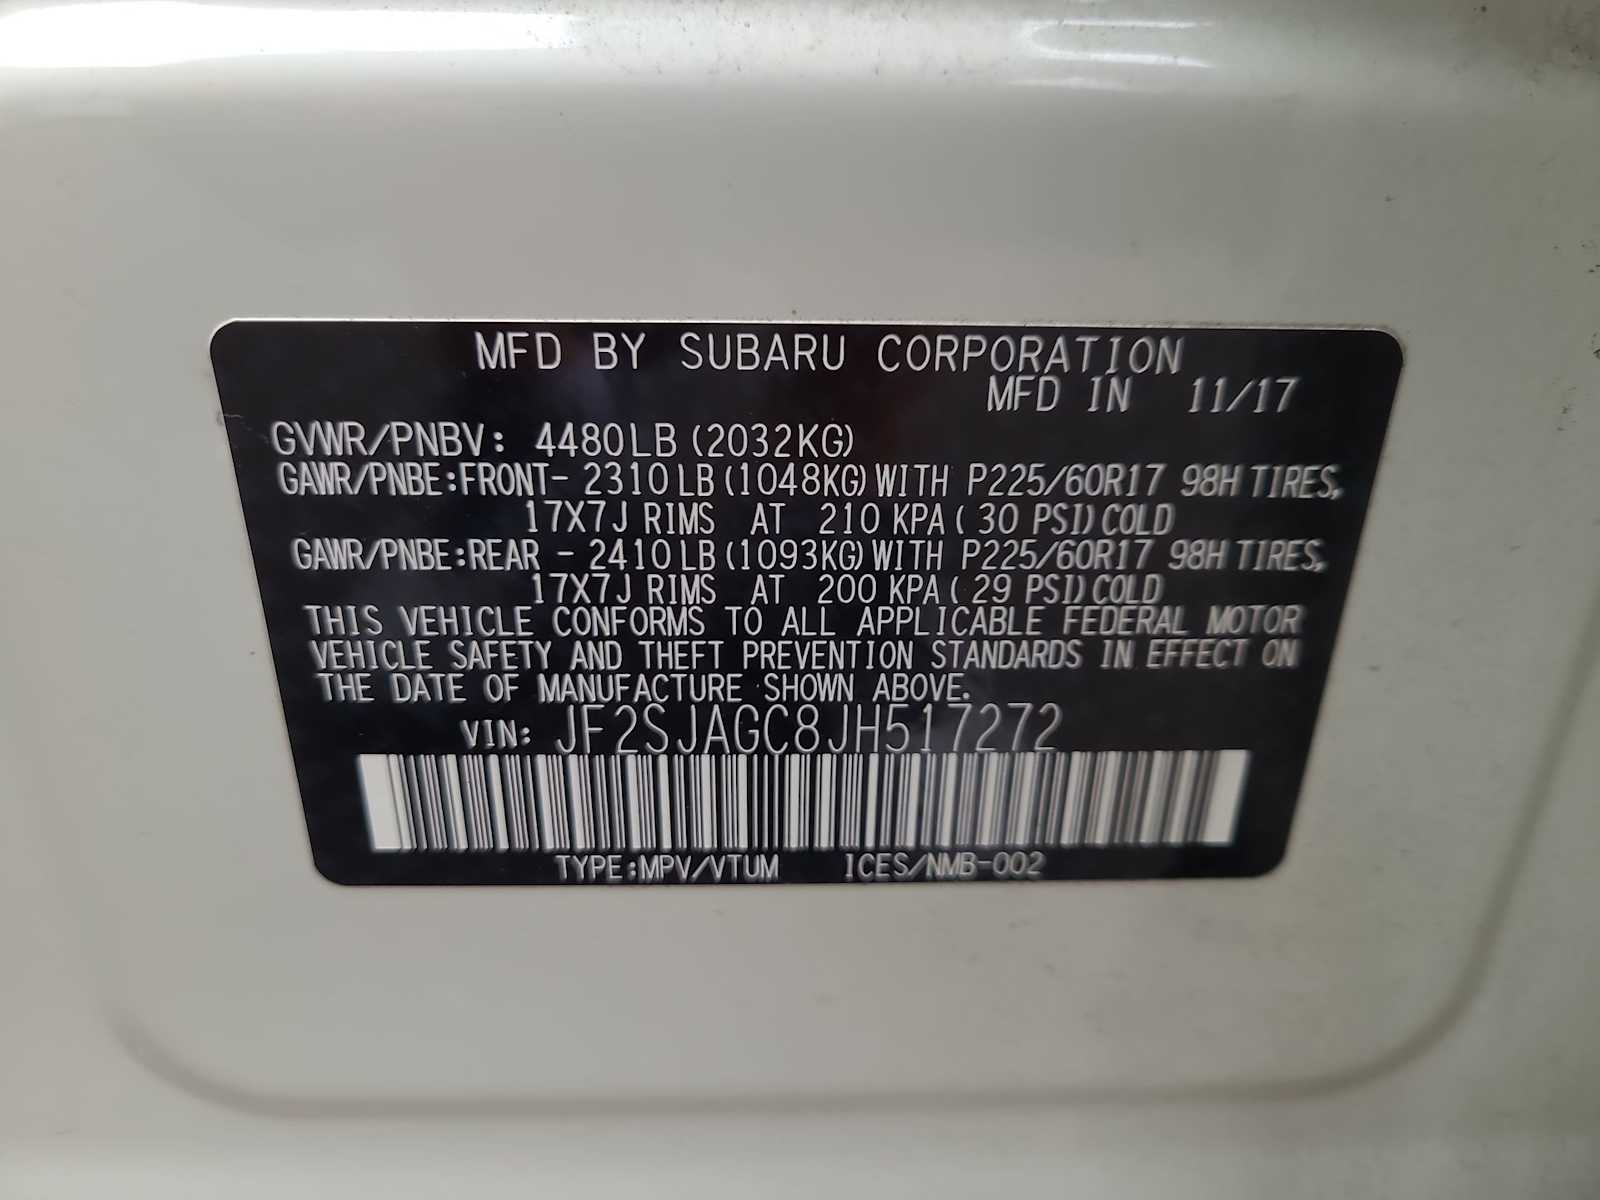 MFD BY SUBARU CORPORATION
MFD IN 11/17
GVWR/PNBV: 4480LB (2032KG)
GAWR/PNBE:FRONT- 2310LB (1048KG) WITH P225/60R17 98H TIRES,
17X7J RIMS AT 210 KPA ( 30 PSI) COLD
GAWR/PNBE:REAR - 2410LB (1093KG) WITH P225/60R17 98H TIRES,
17X7J RIMS AT 200 KPA ( 29 PSI) COLD
THIS VEHICLE CONFORMS TO ALL APPLICABLE FEDERAL MOTOR
VEHICLE SAFETY AND THEFT PREVENTION STANDARDS IN EFFECT ON
THE DATE OF MANUFACTURE SHOWN ABOVE.
VIN: JF2SJAGC8JH517272
TYPE:MPV/VTUM ICES/NMB-002